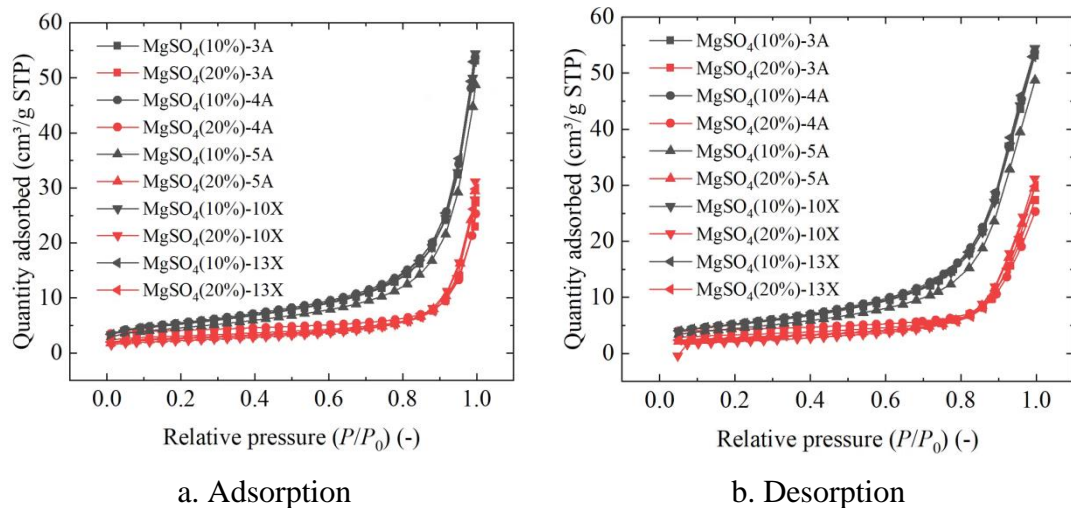 60
50
40
30
20
10
0
Quantity adsorbed (cm³/g STP)
MgSO₄(10%)-3A
MgSO₄(20%)-3A
MgSO₄(10%)-4A
MgSO₄(20%)-4A
MgSO₄(10%)-5A
MgSO₄(20%)-5A
MgSO₄(10%)-10X
MgSO₄(20%)-10X
MgSO₄(10%)-13X
MgSO₄(20%)-13X
0.0 0.2 0.4 0.6 0.8 1.0
Relative pressure (P/P₀) (-)
a. Adsorption
60
50
40
30
20
10
0
Quantity adsorbed (cm³/g STP)
MgSO₄(10%)-3A
MgSO₄(20%)-3A
MgSO₄(10%)-4A
MgSO₄(20%)-4A
MgSO₄(10%)-5A
MgSO₄(20%)-5A
MgSO₄(10%)-10X
MgSO₄(20%)-10X
MgSO₄(10%)-13X
MgSO₄(20%)-13X
0.0 0.2 0.4 0.6 0.8 1.0
Relative pressure (P/P₀) (-)
b. Desorption